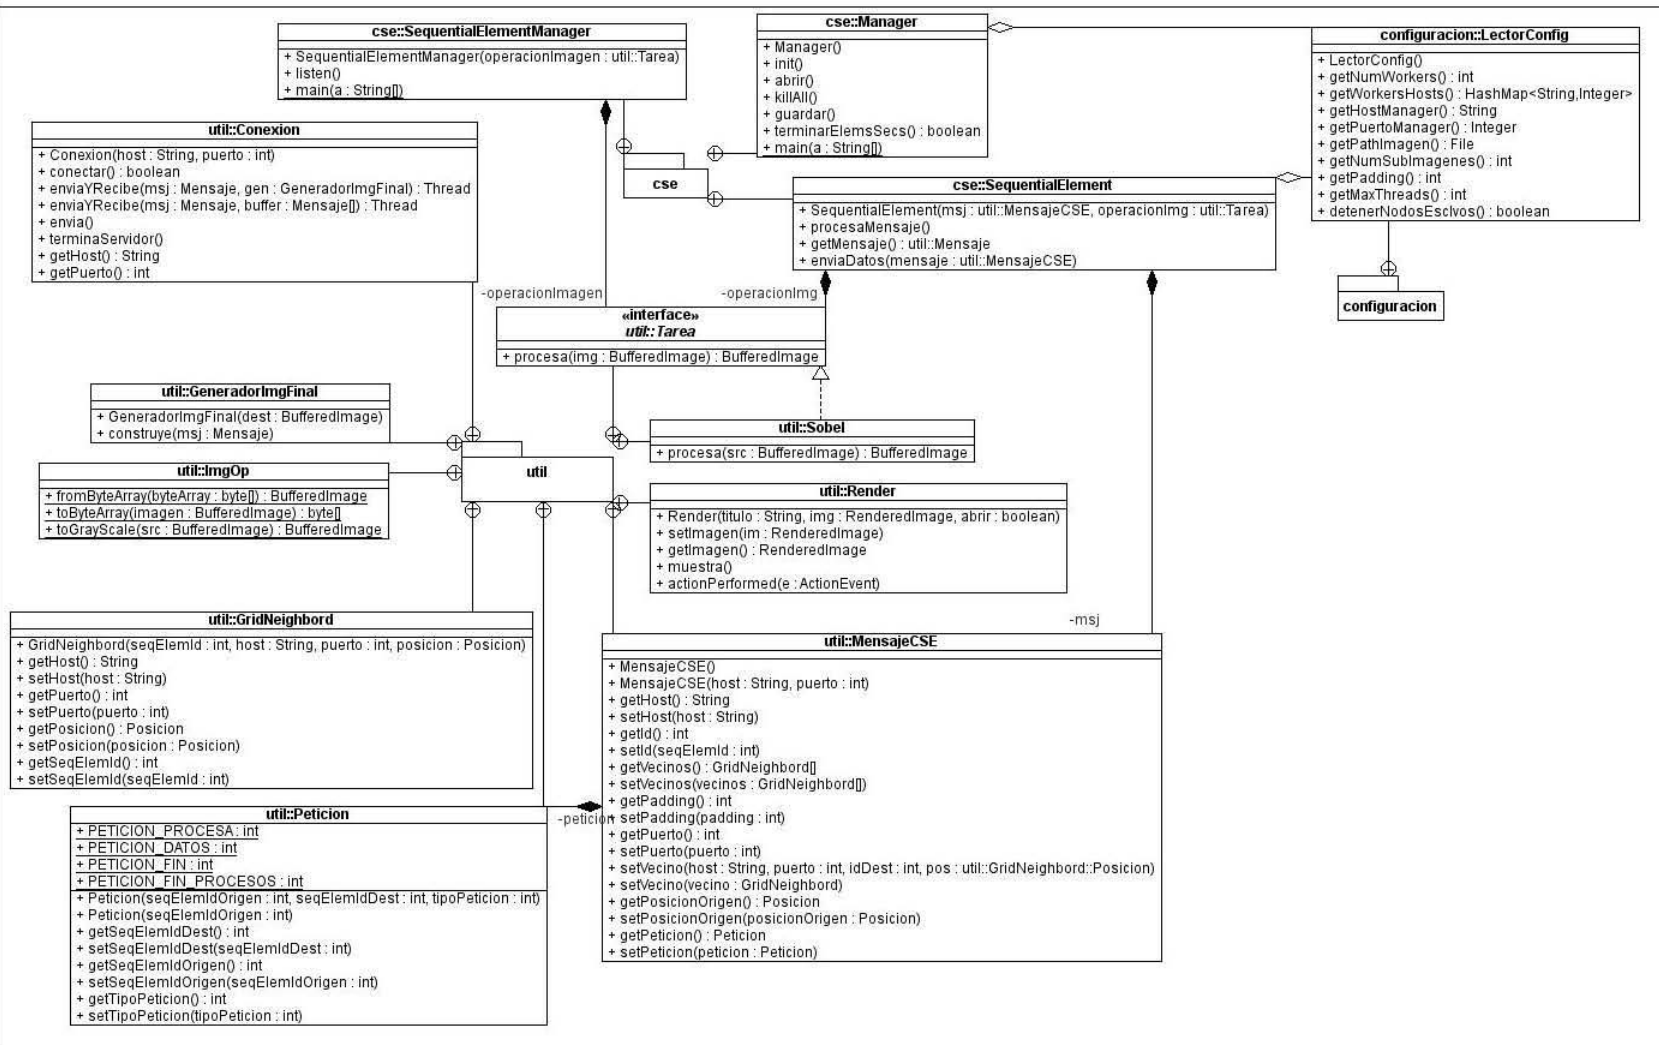 cse::SequentialElementManager
+ SequentialElementManager(operacionImagen : util::Tarea)
+ listen()
+ main(a : String[])
cse::Manager
+ Manager()
+ init()
+ abrir()
+ killAll()
+ guardar()
+ terminarElemsSecs() : boolean
+ main(a : String[])
configuracion::LectorConfig
+ LectorConfig()
+ getNumWorkers() : int
+ getWorkersHosts() : HashMap<String,Integer>
+ getHostManager() : String
+ getPuertoManager() : Integer
+ getPathImagen() : File
+ getNumSubImagenes() : int
+ getPadding() : int
+ getMaxThreads() : int
+ detenerNodosEsclvos() : boolean
util::Conexion
+ Conexion(host : String, puerto : int)
+ conectar() : boolean
+ enviaYRecibe(msj : Mensaje, gen : GeneradorImgFinal) : Thread
+ enviaYRecibe(msj : Mensaje, buffer : Mensaje[]) : Thread
+ envia()
+ terminaServidor()
+ getHost() : String
+ getPuerto() : int
cse
cse::SequentialElement
+ SequentialElement(msj : util::MensajeCSE, operacionImg : util::Tarea)
+ procesaMensaje()
+ getMensaje() : util::Mensaje
+ enviaDatos(mensaje : util::MensajeCSE)
configuracion
-operacionImagen
-operacionImg
«interface»
util::Tarea
+ procesa(img : BufferedImage) : BufferedImage
util::GeneradorImgFinal
+ GeneradorImgFinal(dest : BufferedImage)
+ construye(msj : Mensaje)
util::Sobel
+ procesa(src : BufferedImage) : BufferedImage
util::ImgOp
+ fromByteArray(byteArray : byte[]) : BufferedImage
+ toByteArray(imagen : BufferedImage) : byte[]
+ toGrayScale(src : BufferedImage) : BufferedImage
util
util::Render
+ Render(titulo : String, img : RenderedImage, abrir : boolean)
+ setImagen(im : RenderedImage)
+ getImagen() : RenderedImage
+ muestra()
+ actionPerformed(e : ActionEvent)
util::GridNeighbord
+ GridNeighbord(seqElemId : int, host : String, puerto : int, posicion : Posicion)
+ getHost() : String
+ setHost(host : String)
+ getPuerto() : int
+ setPuerto(puerto : int)
+ getPosicion() : Posicion
+ setPosicion(posicion : Posicion)
+ getSeqElemId() : int
+ setSeqElemId(seqElemId : int)
-msj
util::MensajeCSE
+ MensajeCSE()
+ MensajeCSE(host : String, puerto : int)
+ getHost() : String
+ setHost(host : String)
+ getId() : int
+ setId(seqElemId : int)
+ getVecinos() : GridNeighbord[]
+ setVecinos(vecinos : GridNeighbord[])
+ getPadding() : int
+ setPadding(padding : int)
+ getPuerto() : int
+ setPuerto(puerto : int)
+ setVecino(host : String, puerto : int, idDest : int, pos : util::GridNeighbord::Posicion)
+ setVecino(vecino : GridNeighbord)
+ getPosicionOrigen() : Posicion
+ setPosicionOrigen(posicionOrigen : Posicion)
+ getPeticion() : Peticion
+ setPeticion(peticion : Peticion)
-peticion
util::Peticion
+ PETICION_PROCESA : int
+ PETICION_DATOS : int
+ PETICION_FIN : int
+ PETICION_FIN_PROCESOS : int
+ Peticion(seqElemIdOrigen : int, seqElemIdDest : int, tipoPeticion : int)
+ Peticion(seqElemIdOrigen : int)
+ getSeqElemIdDest() : int
+ setSeqElemIdDest(seqElemIdDest : int)
+ getSeqElemIdOrigen() : int
+ setSeqElemIdOrigen(seqElemIdOrigen : int)
+ getTipoPeticion() : int
+ setTipoPeticion(tipoPeticion : int)